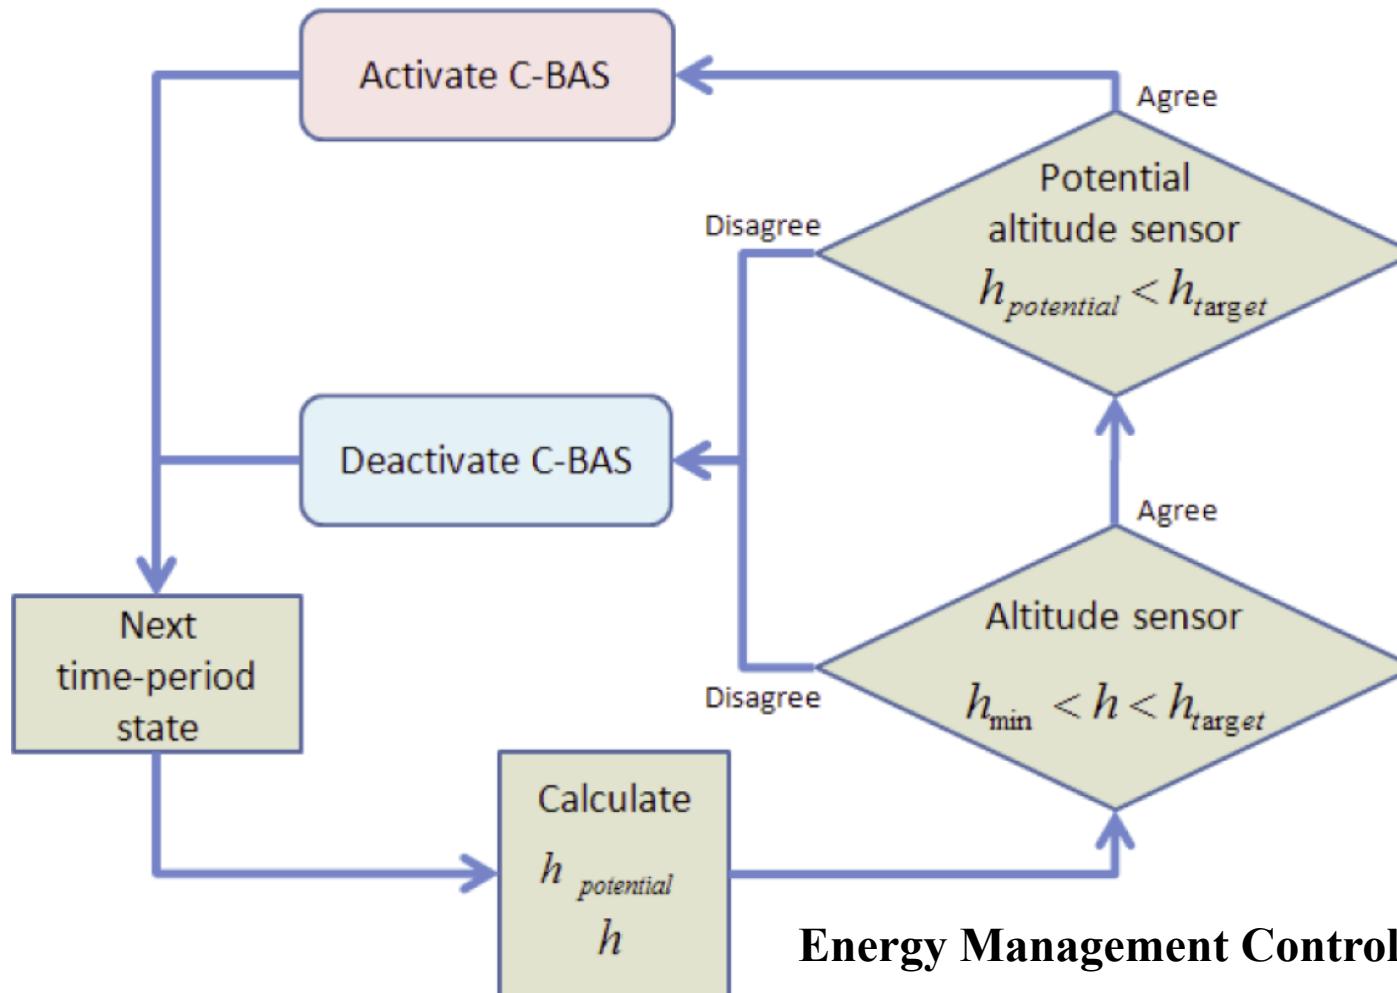 Activate C-BAS
Agree
Potential
altitude sensor
h_potential < h_target
Disagree
Deactivate C-BAS
Agree
Altitude sensor
h_min < h < h_target
Disagree
Next
time-period
state
Calculate
h_potential
h
Energy Management Control